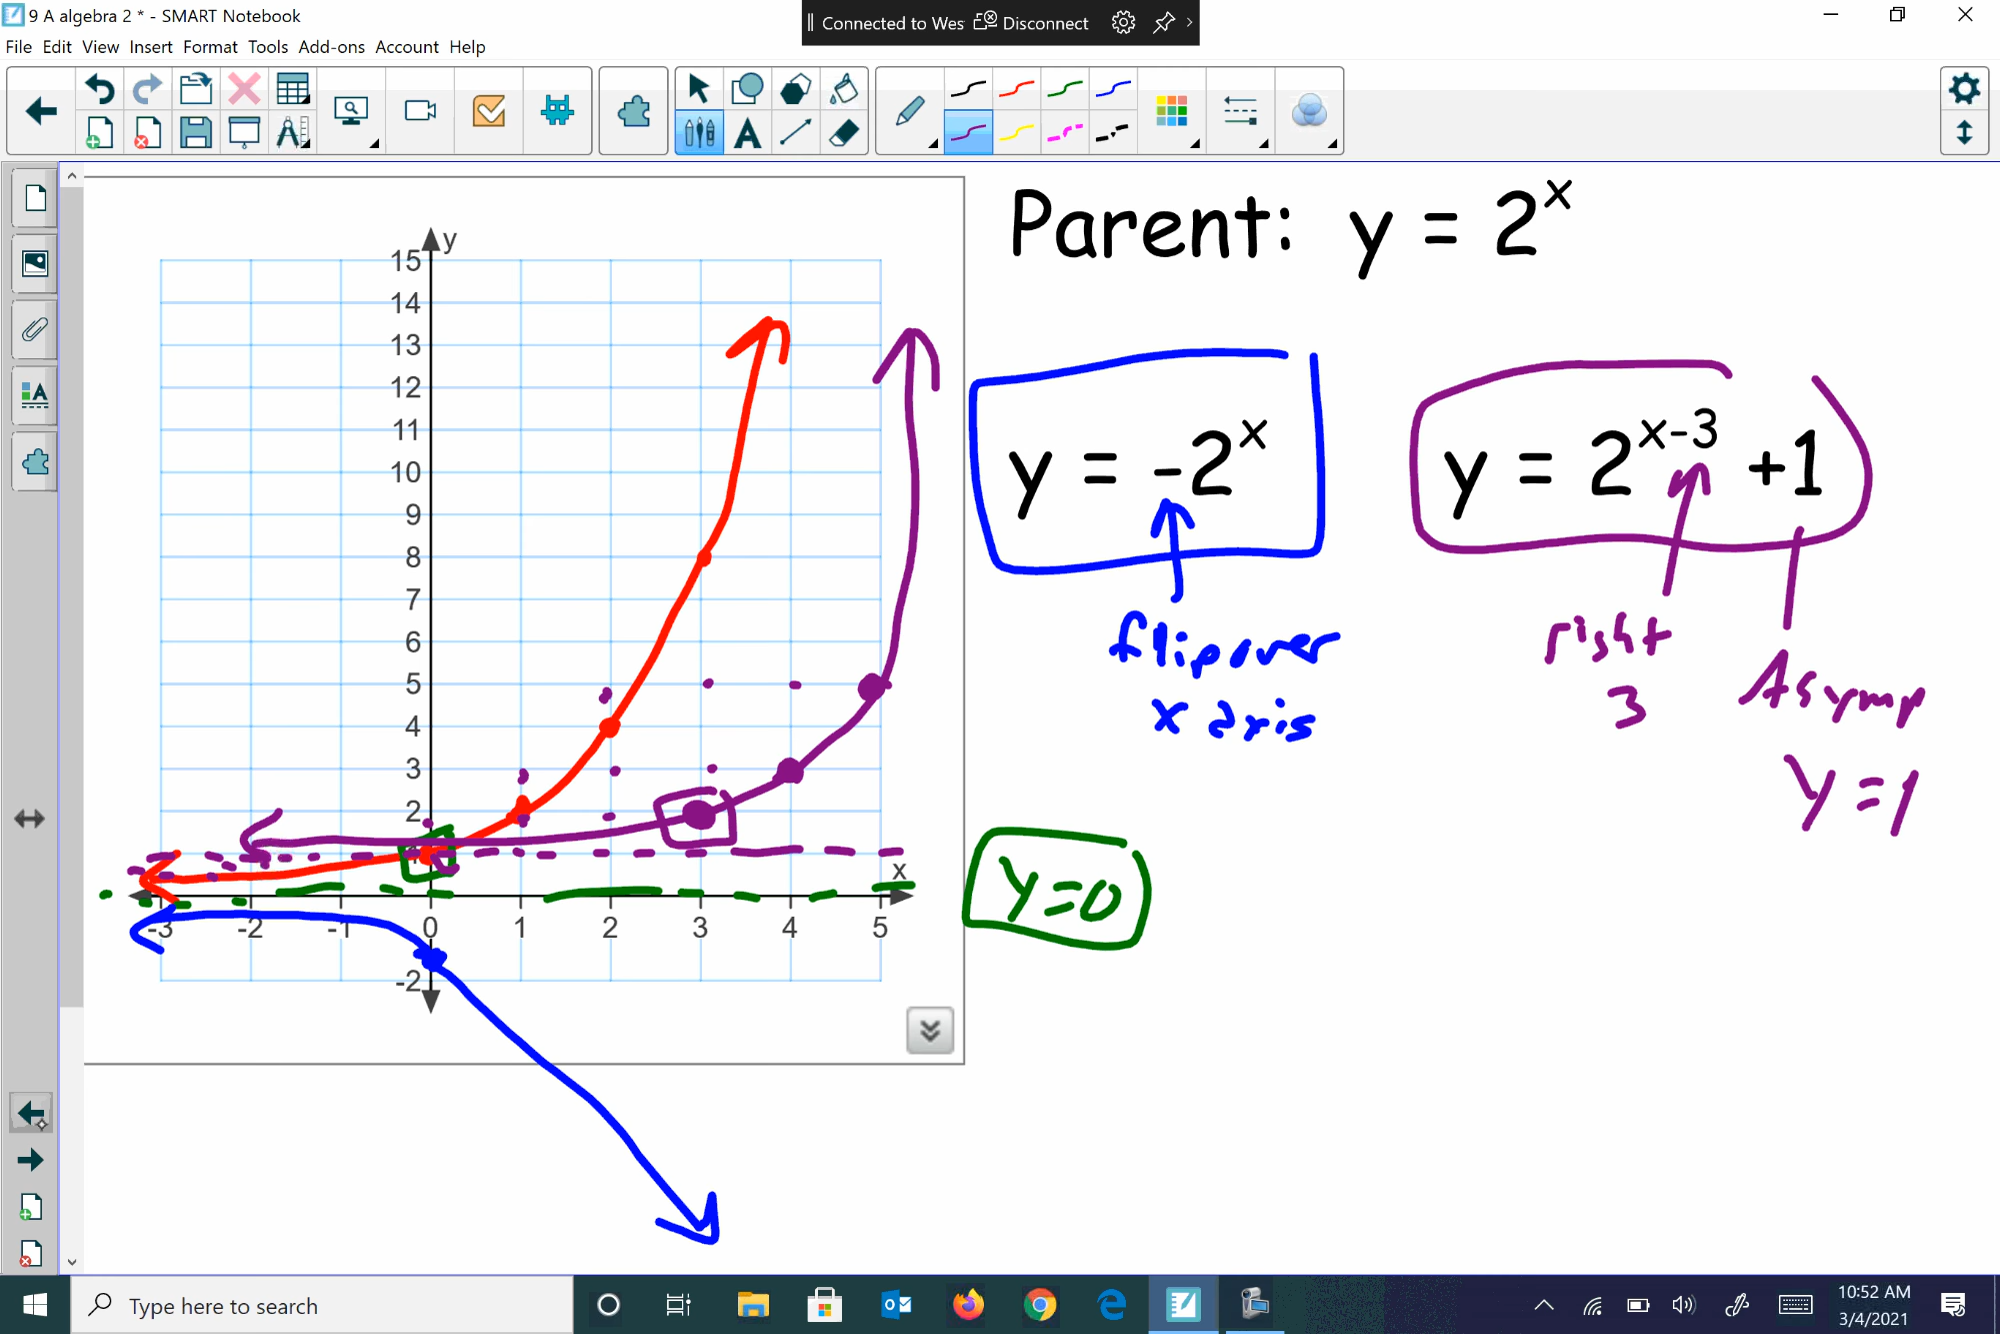 9 A algebra 2 * - SMART Notebook
Connected to Wes Disconnect
File Edit View Insert Format Tools Add-ons Account Help
Parent: y = 2^x
y
15
14
13
12
11
10
9
8
7
6
5
4
3
2
x
-3 -2 -1 0 1 2 3 4 5
-2
y = -2^x
flip over
x axis
y = 2^(x-3) +1
right
3
Asymp
y=1
y=0
Type here to search
10:52 AM
3/4/2021